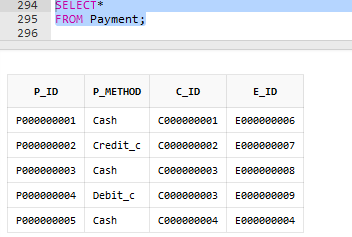 294 SELECT*
295 FROM Payment;
296
P_ID P_METHOD C_ID E_ID
P000000001 Cash C000000001 E000000006
P000000002 Credit_c C000000002 E000000007
P000000003 Cash C000000003 E000000008
P000000004 Debit_c C000000003 E000000009
P000000005 Cash C000000004 E000000004